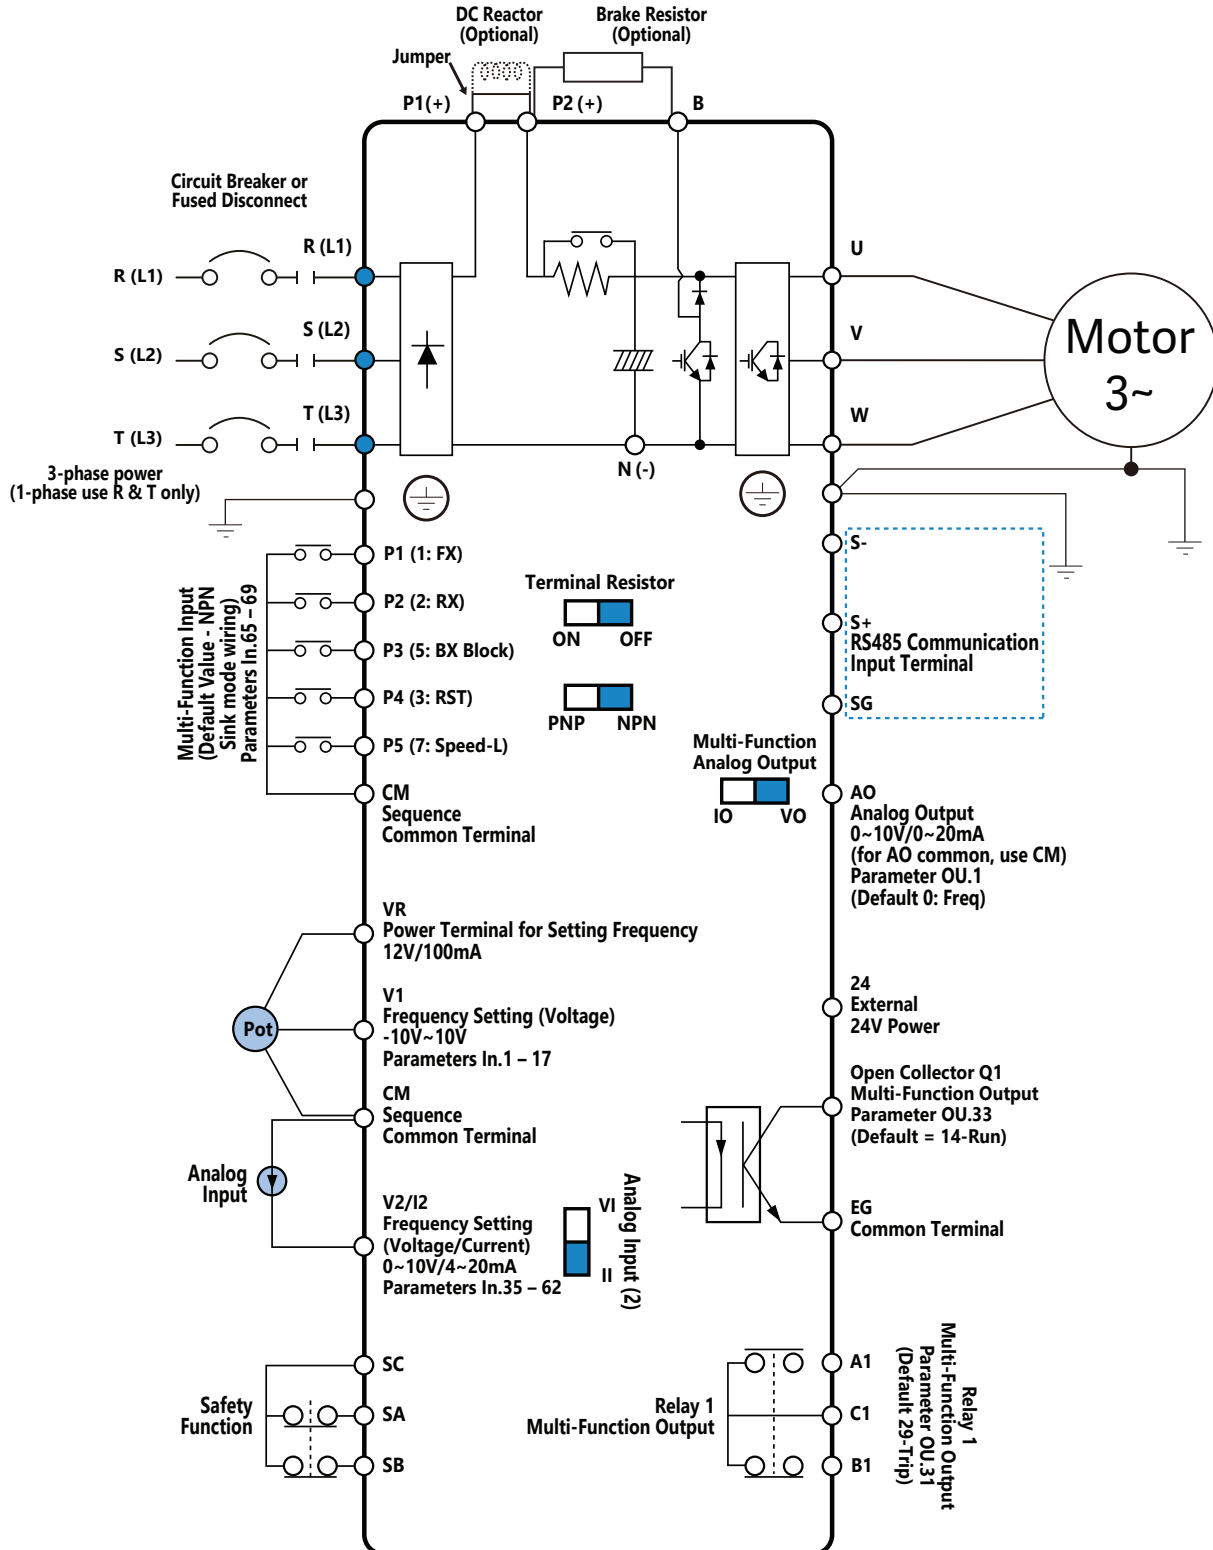 DC Reactor
(Optional)
Brake Resistor
(Optional)
Jumper
P1(+)
P2 (+)
B
Circuit Breaker or
Fused Disconnect
R (L1)
R (L1)
S (L2)
S (L2)
T (L3)
T (L3)
3-phase power
(1-phase use R & T only)
N (-)
U
V
W
Motor
3~
Multi-Function Input
(Default Value - NPN
Sink mode wiring)
Parameters In.65 – 69
P1 (1: FX)
P2 (2: RX)
P3 (5: BX Block)
P4 (3: RST)
P5 (7: Speed-L)
CM
Sequence
Common Terminal
Terminal Resistor
ON
OFF
PNP
NPN
Multi-Function
Analog Output
IO
VO
S-
S+
RS485 Communication
Input Terminal
SG
AO
Analog Output
0~10V/0~20mA
(for AO common, use CM)
Parameter OU.1
(Default 0: Freq)
VR
Power Terminal for Setting Frequency
12V/100mA
Pot
V1
Frequency Setting (Voltage)
-10V~10V
Parameters In.1 – 17
CM
Sequence
Common Terminal
Analog
Input
V2/I2
Frequency Setting
(Voltage/Current)
0~10V/4~20mA
Parameters In.35 – 62
VI
II
Analog Input (2)
24
External
24V Power
Open Collector Q1
Multi-Function Output
Parameter OU.33
(Default = 14-Run)
EG
Common Terminal
Safety
Function
SC
SA
SB
Relay 1
Multi-Function Output
A1
C1
B1
Relay 1
Multi-Function Output
Parameter OU.31
(Default 29-Trip)